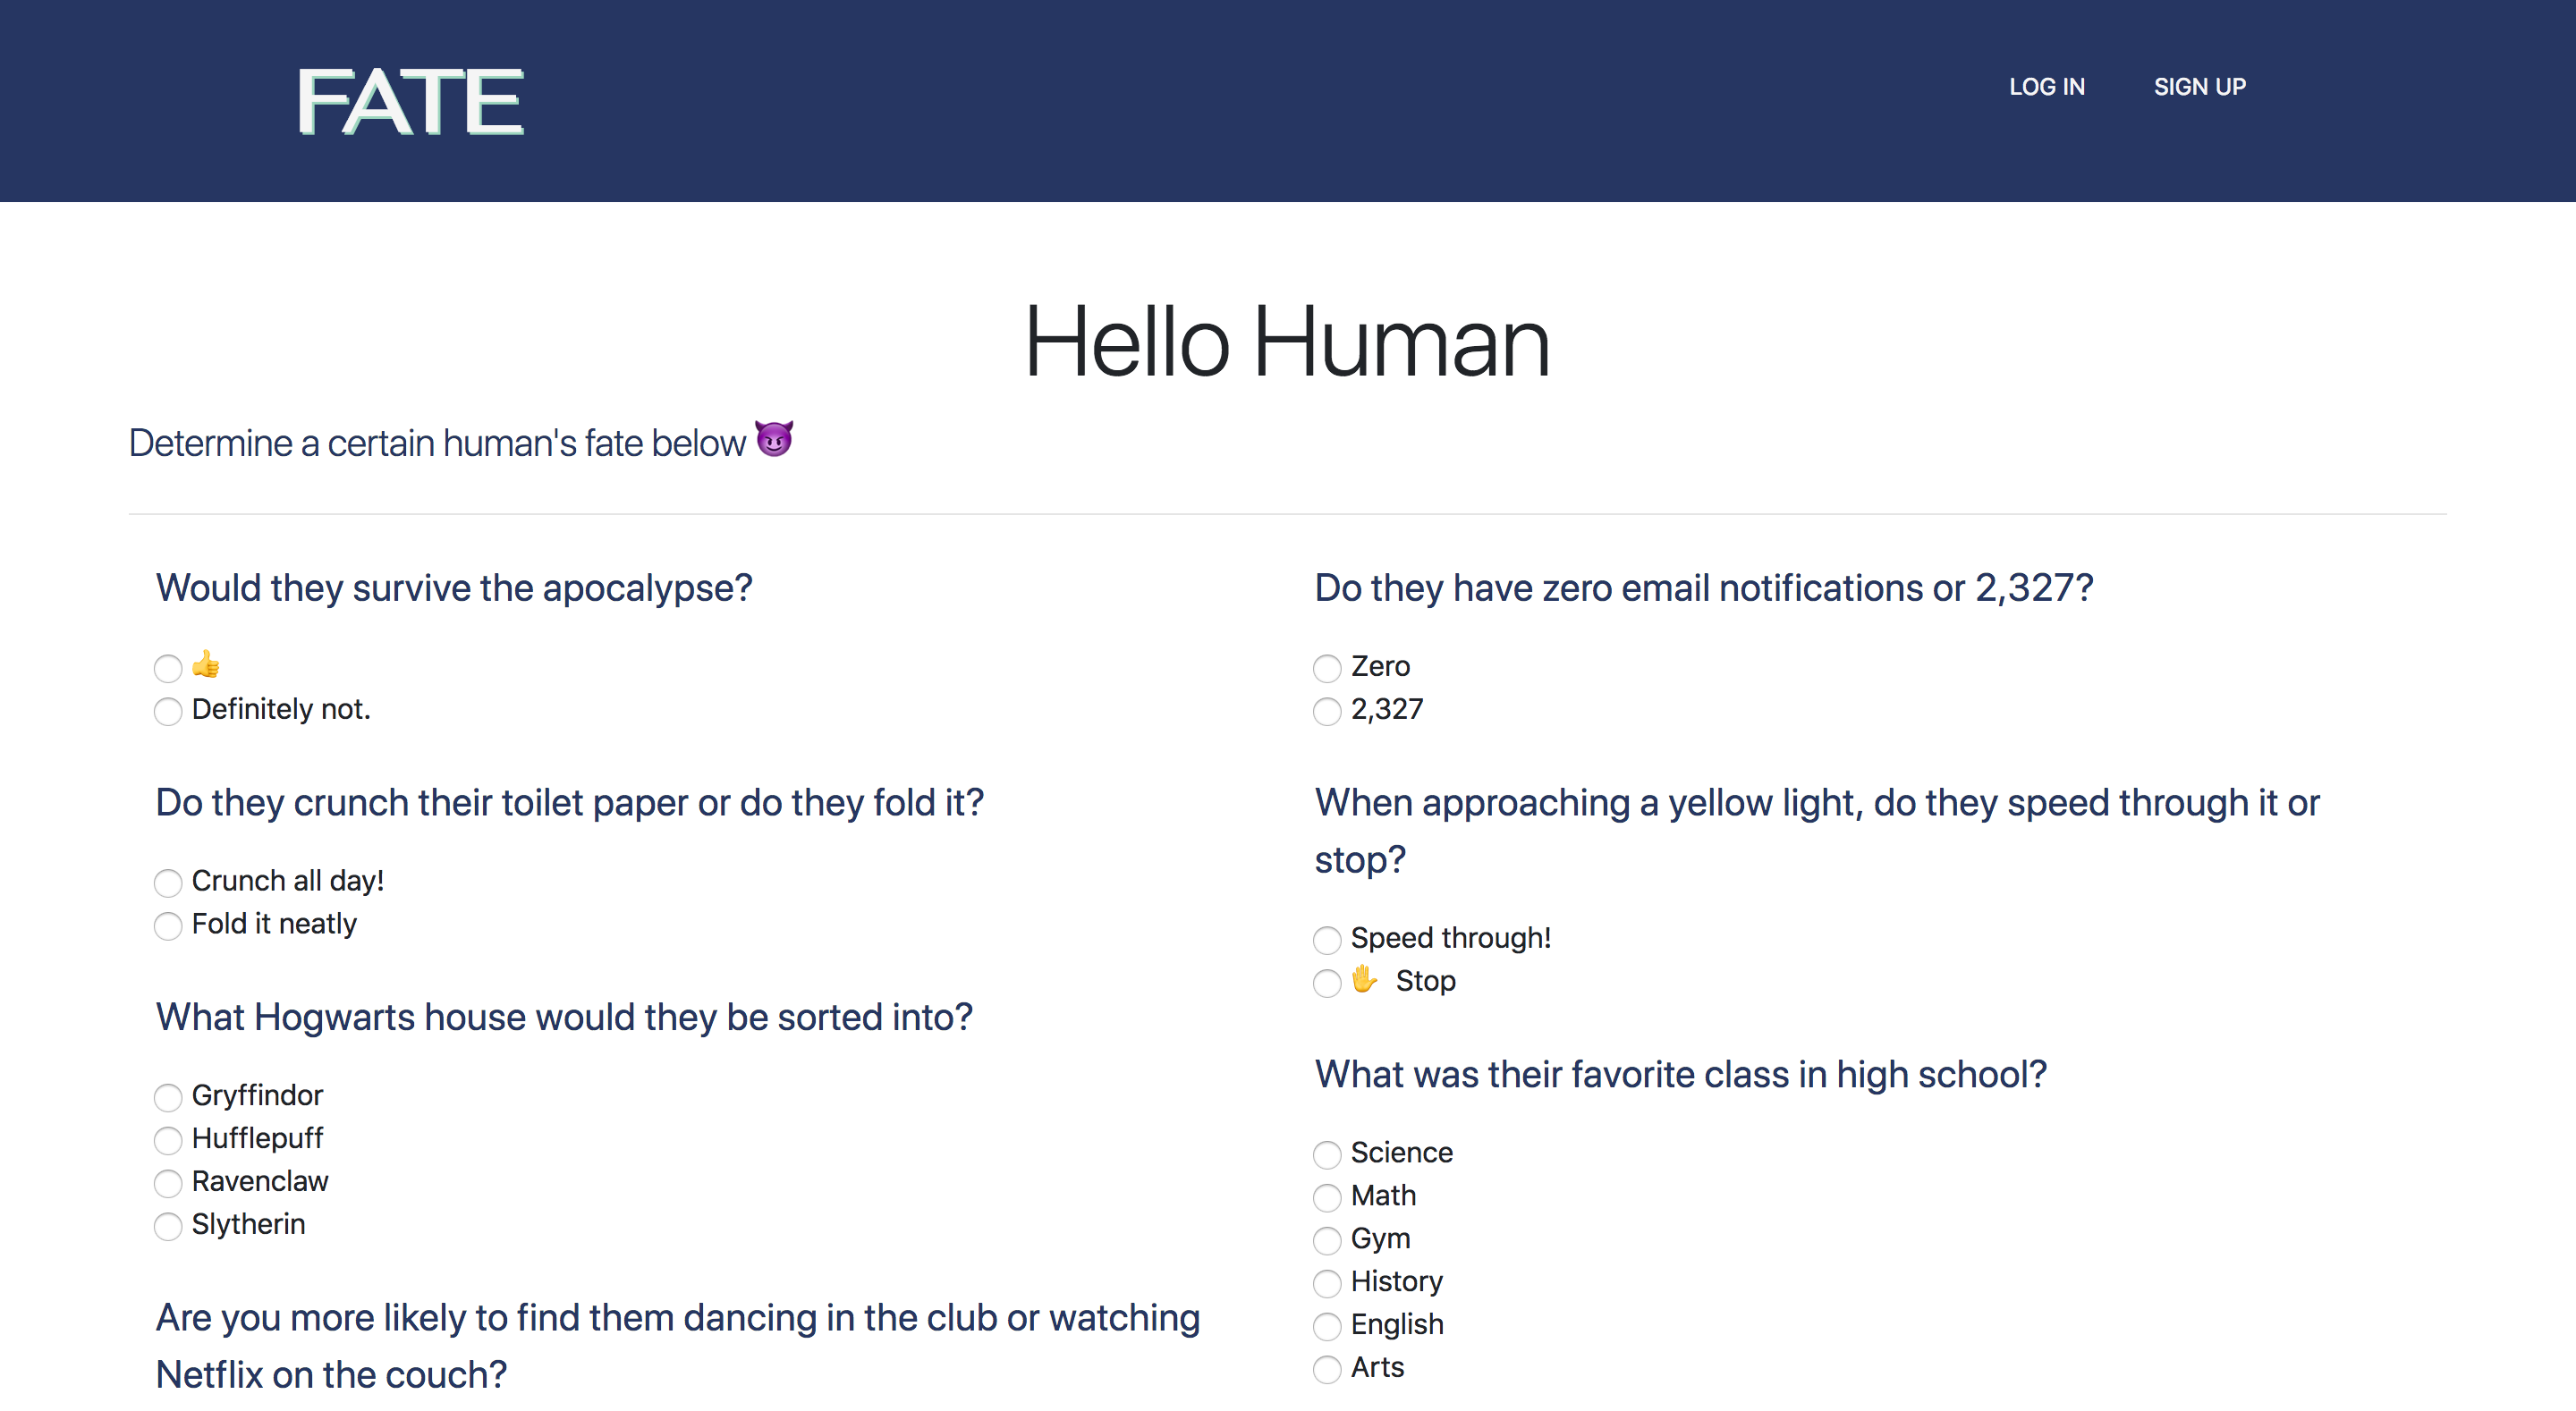 FATE
LOG IN
SIGN UP
Hello Human
Determine a certain human's fate below 😈
Would they survive the apocalypse?
👍
Definitely not.
Do they crunch their toilet paper or do they fold it?
Crunch all day!
Fold it neatly
What Hogwarts house would they be sorted into?
Gryffindor
Hufflepuff
Ravenclaw
Slytherin
Are you more likely to find them dancing in the club or watching
Netflix on the couch?
Do they have zero email notifications or 2,327?
Zero
2,327
When approaching a yellow light, do they speed through it or
stop?
Speed through!
🖐 Stop
What was their favorite class in high school?
Science
Math
Gym
History
English
Arts